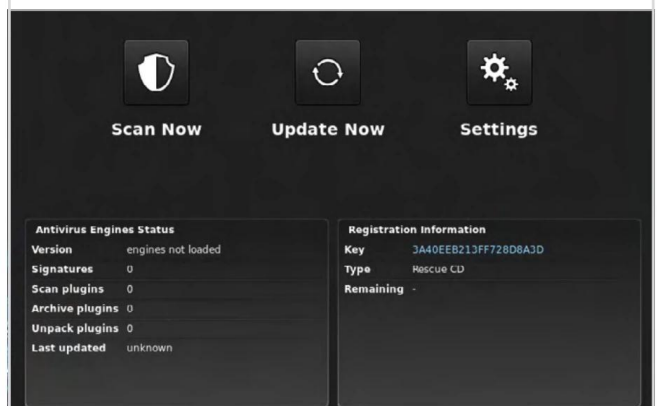 Scan Now
Update Now
Settings
Antivirus Engines Status
Version engines not loaded
Signatures 0
Scan plugins 0
Archive plugins 0
Unpack plugins 0
Last updated unknown
Registration Information
Key 3A40EEB213FF728D8A3D
Type Rescue CD
Remaining -